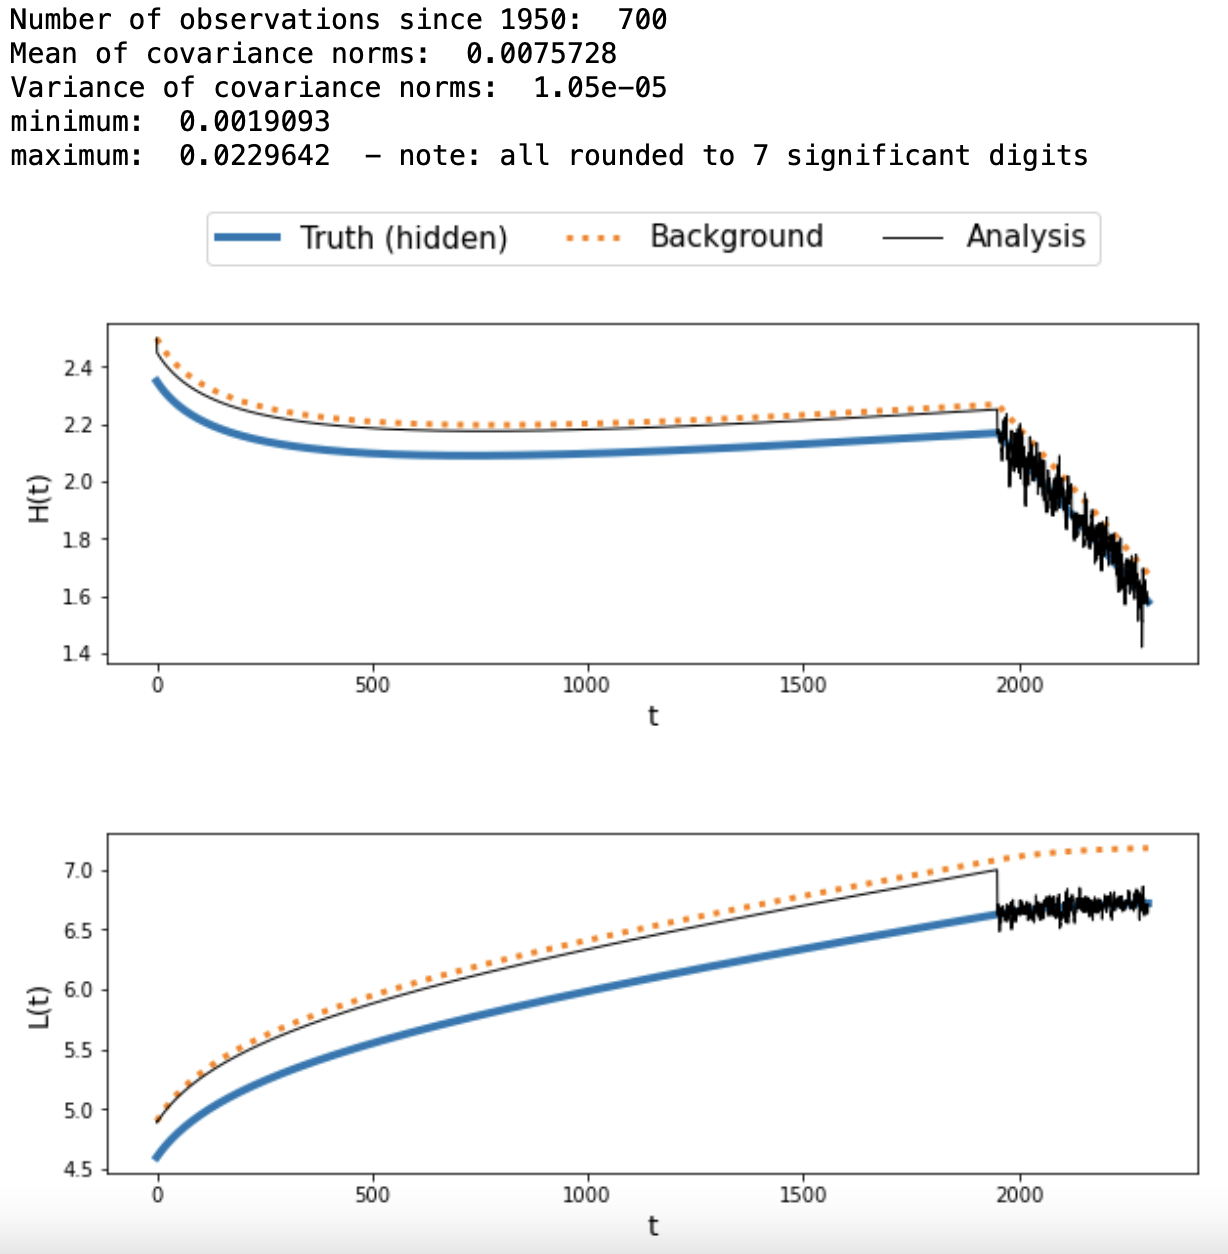 Number of observations since 1950:  700
Mean of covariance norms:  0.0075728
Variance of covariance norms:  1.05e-05
minimum:  0.0019093
maximum:  0.0229642  - note: all rounded to 7 significant digits
Truth (hidden) Background Analysis
2.4
2.2
2.0
1.8
1.6
1.4
H(t)
0 500 1000 1500 2000
t
7.0
6.5
6.0
5.5
5.0
4.5
L(t)
0 500 1000 1500 2000
t